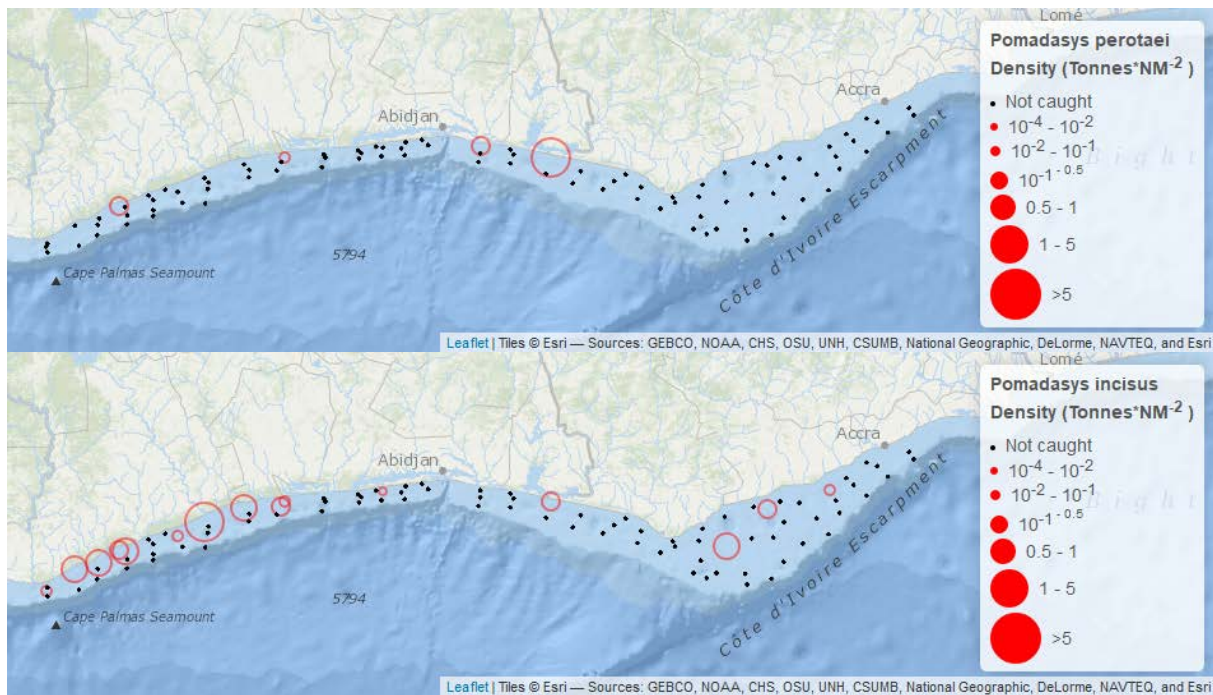 Lomé
Pomadasys perotaei
Density (Tonnes*NM-2 )
Accra
Abidjan
Not caught
10-4 - 10-2
10-2 - 10-1
10-1 - 0.5
0.5 - 1
1 - 5
>5
Bight
Côte d'Ivoire Escarpment
5794
Cape Palmas Seamount
Leaflet | Tiles © Esri — Sources: GEBCO, NOAA, CHS, OSU, UNH, CSUMB, National Geographic, DeLorme, NAVTEQ, and Esri
Lomé
Pomadasys incisus
Density (Tonnes*NM-2 )
Accra
Abidjan
Not caught
10-4 - 10-2
10-2 - 10-1
10-1 - 0.5
0.5 - 1
1 - 5
>5
Bight
Côte d'Ivoire Escarpment
5794
Cape Palmas Seamount
Leaflet | Tiles © Esri — Sources: GEBCO, NOAA, CHS, OSU, UNH, CSUMB, National Geographic, DeLorme, NAVTEQ, and Esri